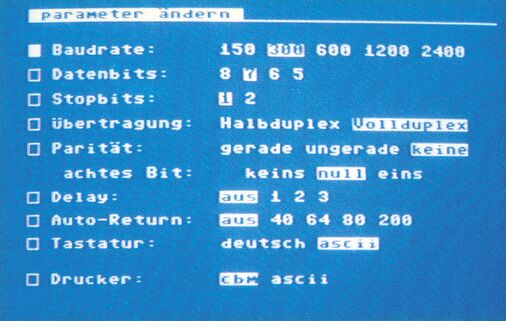 parameter ändern
Baudrate: 150 300 600 1200 2400
Datenbits: 8 7 6 5
Stopbits: 1 2
Übertragung: Halbduplex Vollduplex
Parität: gerade ungerade keine
achtes Bit: keins null eins
Delay: aus 1 2 3
Auto-Return: aus 40 64 80 200
Tastatur: deutsch ascii
Drucker: cbm ascii